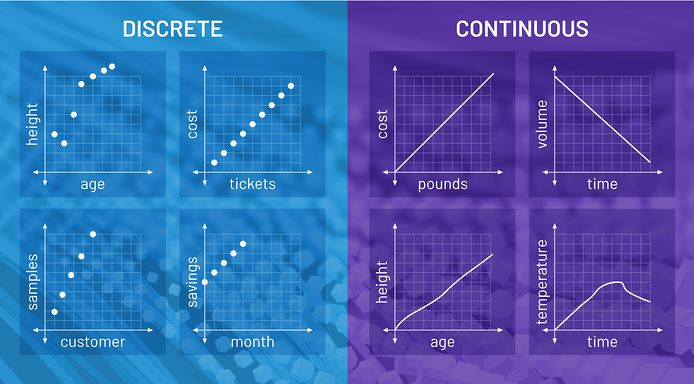 DISCRETE
height
age
cost
tickets
samples
customer
savings
month
CONTINUOUS
cost
pounds
volume
time
height
age
temperature
time